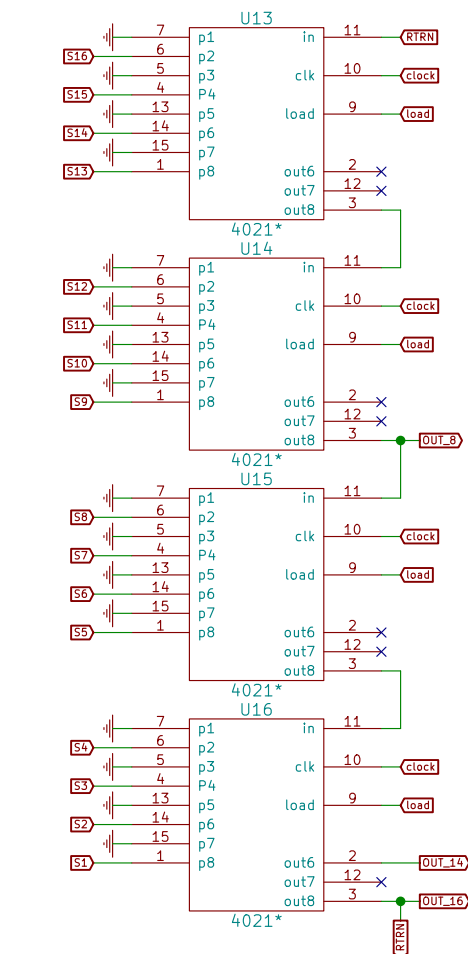 U13
7 p1 in 11 RTRN
S16 6 p2
5 p3 clk 10 clock
S15 4 P4
13 p5 load 9 load
S14 14 p6
15 p7
S13 1 p8 out6 2
out7 12
out8 3
4021*
U14
7 p1 in 11
S12 6 p2
5 p3 clk 10 clock
S11 4 P4
13 p5 load 9 load
S10 14 p6
15 p7
S9 1 p8 out6 2
out7 12
out8 3 OUT_8
4021*
U15
7 p1 in 11
S8 6 p2
5 p3 clk 10 clock
S7 4 P4
13 p5 load 9 load
S6 14 p6
15 p7
S5 1 p8 out6 2
out7 12
out8 3
4021*
U16
7 p1 in 11
S4 6 p2
5 p3 clk 10 clock
S3 4 P4
13 p5 load 9 load
S2 14 p6
15 p7
S1 1 p8 out6 2 OUT_14
out7 12
out8 3 OUT_16
4021*
RTRN